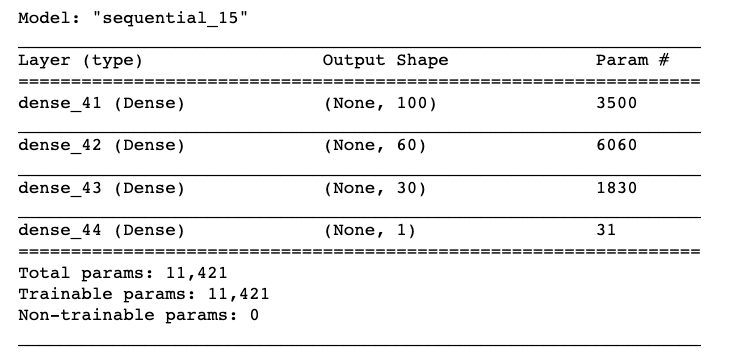 Model: "sequential_15"
Layer (type) Output Shape Param #
=================================================================
dense_41 (Dense) (None, 100) 3500
dense_42 (Dense) (None, 60) 6060
dense_43 (Dense) (None, 30) 1830
dense_44 (Dense) (None, 1) 31
=================================================================
Total params: 11,421
Trainable params: 11,421
Non-trainable params: 0